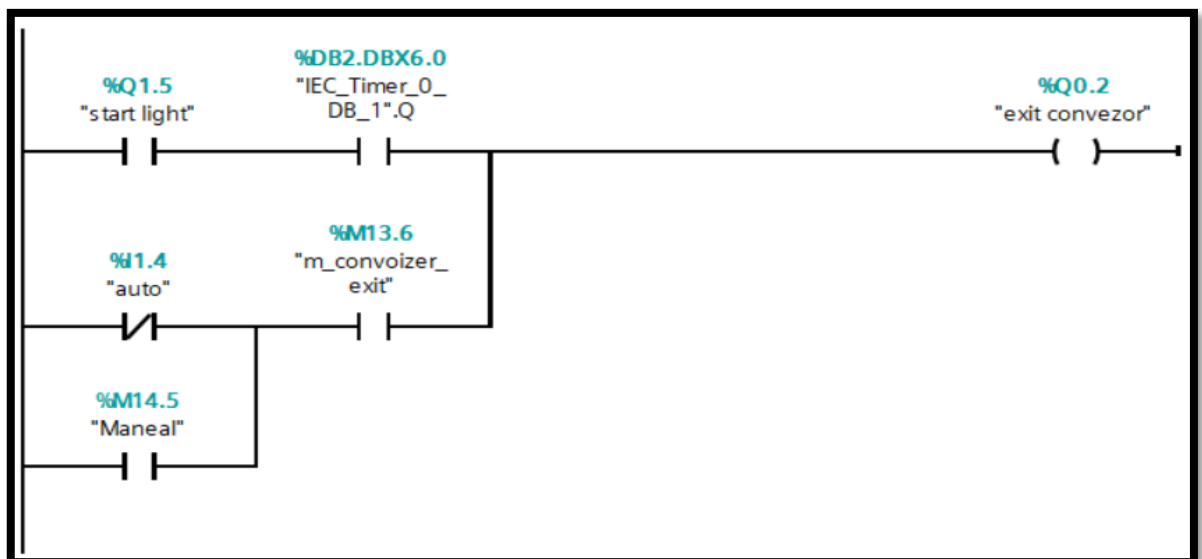 %DB2.DBX6.0
%Q1.5
"IEC_Timer_0_
%Q0.2
"start light"
DB_1".Q
"exit convezor"
%M13.6
%I1.4
"m_convoizer_
"auto"
exit"
%M14.5
"Maneal"